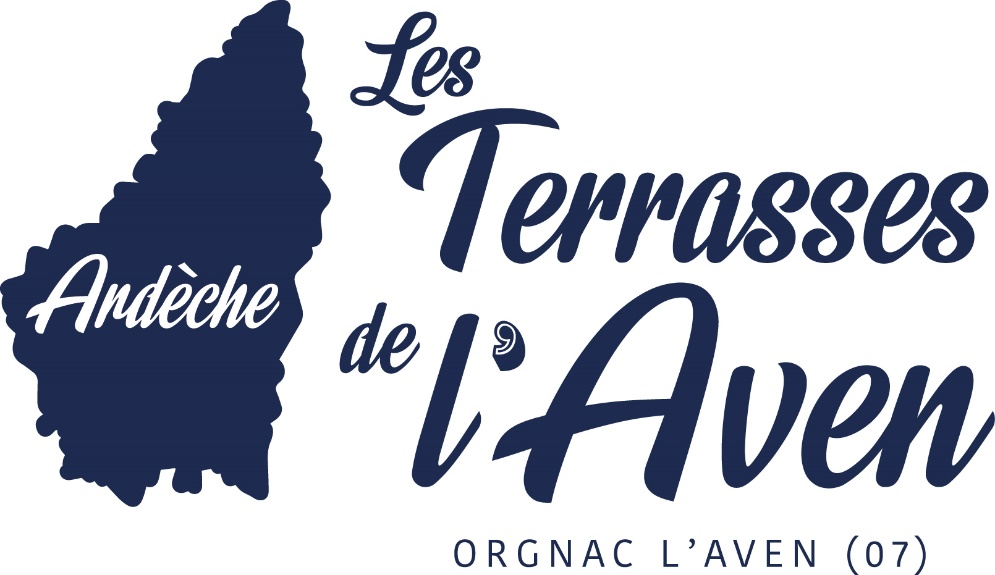 Les
Terrasses
Ardèche
de l'Aven
ORGNAC L'AVEN (07)